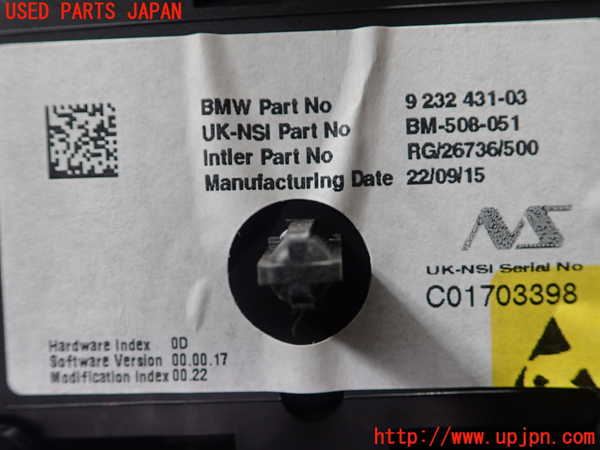 USED PARTS JAPAN
BMW Part No 9 232 431-03
UK-NSI Part No BM-506-051
Intier Part No RG/26736/500
Manufacturing Date 22/09/15
NS
UK-NSI Serial No
C01703398
Hardware Index 0D
Software Version 00.00.17
Modification Index 00.22
http://www.upjpn.com/